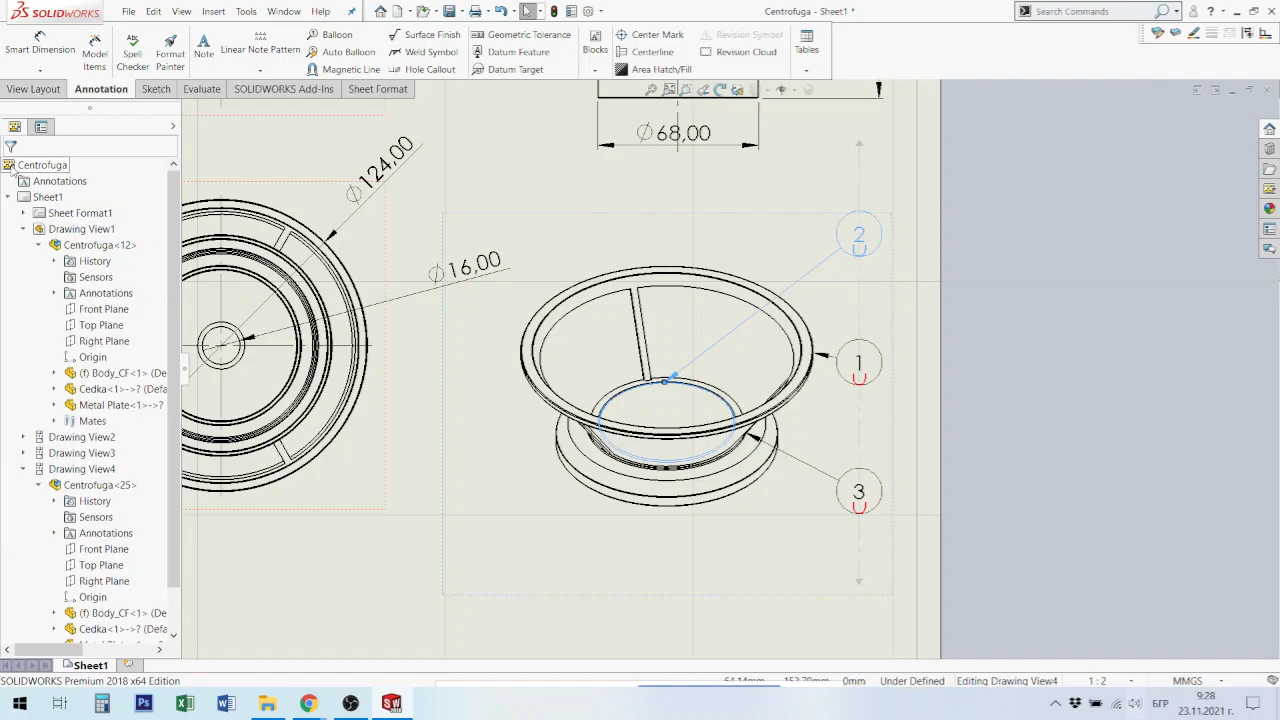 SOLIDWORKS File Edit View Insert Tools Window Help Centrofuga - Sheet1 * Search Commands
Smart Dimension Model Items Spell Checker Format Painter Note Linear Note Pattern
Balloon Surface Finish Geometric Tolerance Center Mark Revision Symbol
Auto Balloon Weld Symbol Datum Feature Blocks Centerline Revision Cloud Tables
Magnetic Line Hole Callout Datum Target Area Hatch/Fill
View Layout Annotation Sketch Evaluate SOLIDWORKS Add-Ins Sheet Format
Centrofuga
Annotations
Sheet1
Sheet Format1
Drawing View1
Centrofuga<12>
History
Sensors
Annotations
Front Plane
Top Plane
Right Plane
Origin
(f) Body_CF<1> (De
Cedka<1>->? (Defa
Metal Plate<1>->?
Mates
Drawing View2
Drawing View3
Drawing View4
Centrofuga<25>
History
Sensors
Annotations
Front Plane
Top Plane
Right Plane
Origin
(f) Body_CF<1> (De
Cedka<1>->? (Defa
∅68,00
∅124,00
∅16,00
2
U
1
U
3
U
Sheet1
SOLIDWORKS Premium 2018 x64 Edition 0mm Under Defined Editing Drawing View4 1 : 2 MMGS
БГР 9:28
23.11.2021 г.